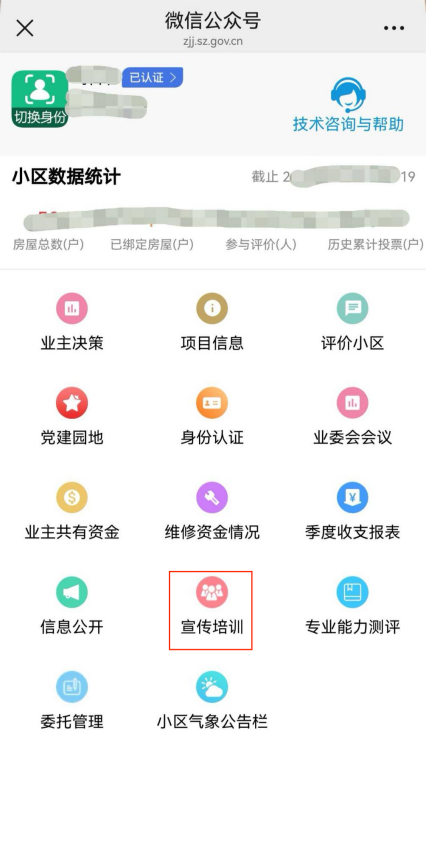 微信公众号
zjj.sz.gov.cn
已认证 >
切换身份
技术咨询与帮助
小区数据统计
截止 2 19
房屋总数(户) 已绑定房屋(户) 参与评价(人) 历史累计投票(户)
业主决策 项目信息 评价小区
党建园地 身份认证 业委会会议
业主共有资金 维修资金情况 季度收支报表
信息公开 宣传培训 专业能力测评
委托管理 小区气象公告栏